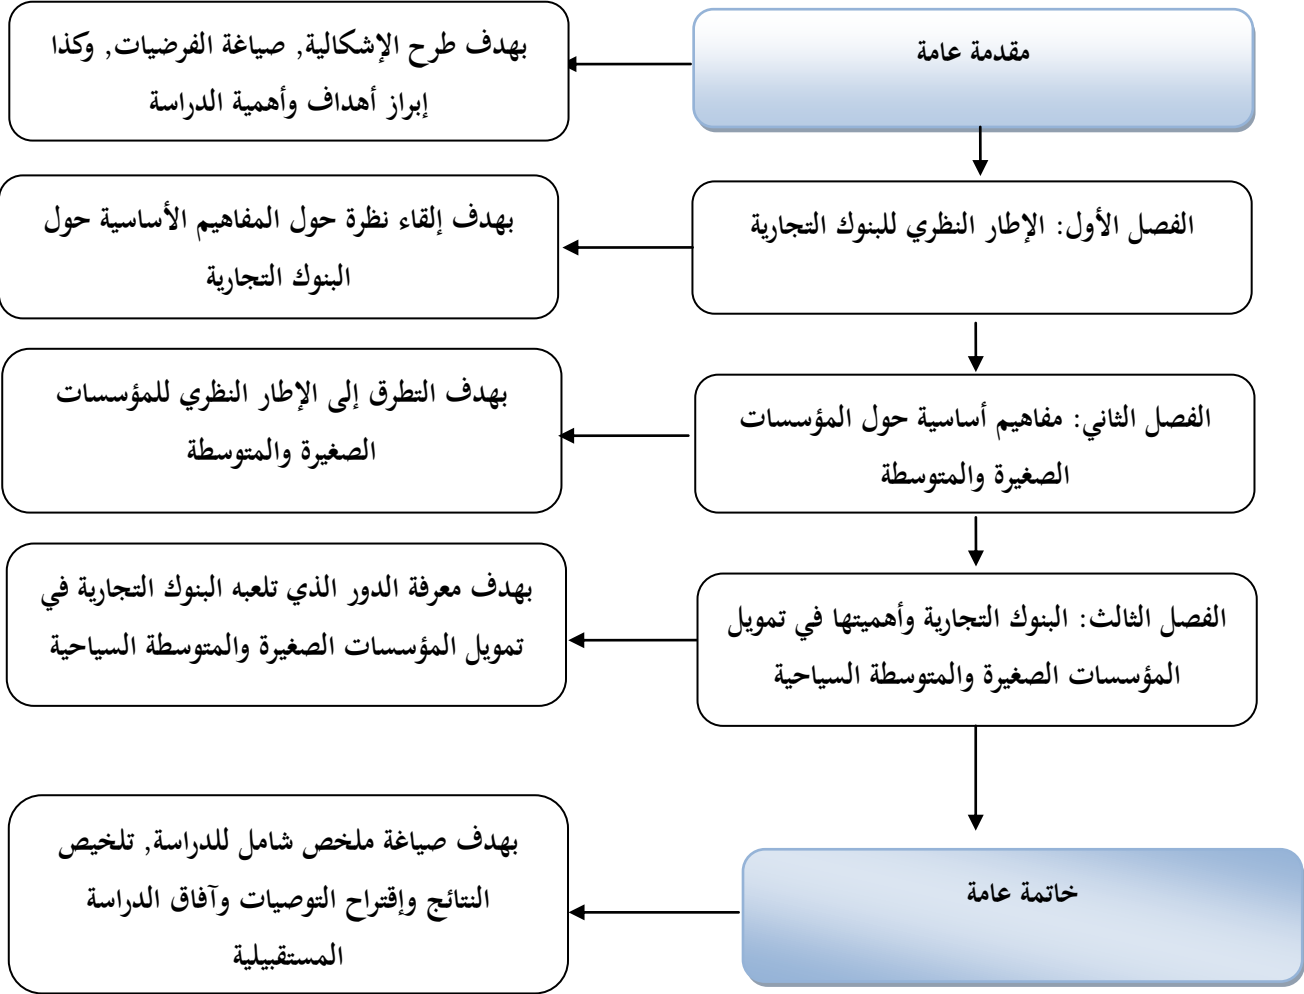 مقدمة عامة
بهدف طرح الإشكالية, صياغة الفرضيات, وكذا
إبراز أهداف وأهمية الدراسة
الفصل الأول: الإطار النظري للبنوك التجارية
بهدف إلقاء نظرة حول المفاهيم الأساسية حول
البنوك التجارية
الفصل الثاني: مفاهيم أساسية حول المؤسسات
الصغيرة والمتوسطة
بهدف التطرق إلى الإطار النظري للمؤسسات
الصغيرة والمتوسطة
الفصل الثالث: البنوك التجارية وأهميتها في تمويل
المؤسسات الصغيرة والمتوسطة السياحية
بهدف معرفة الدور الذي تلعبه البنوك التجارية في
تمويل المؤسسات الصغيرة والمتوسطة السياحية
خاتمة عامة
بهدف صياغة ملخص شامل للدراسة, تلخيص
النتائج وإقتراح التوصيات وآفاق الدراسة
المستقبيلية